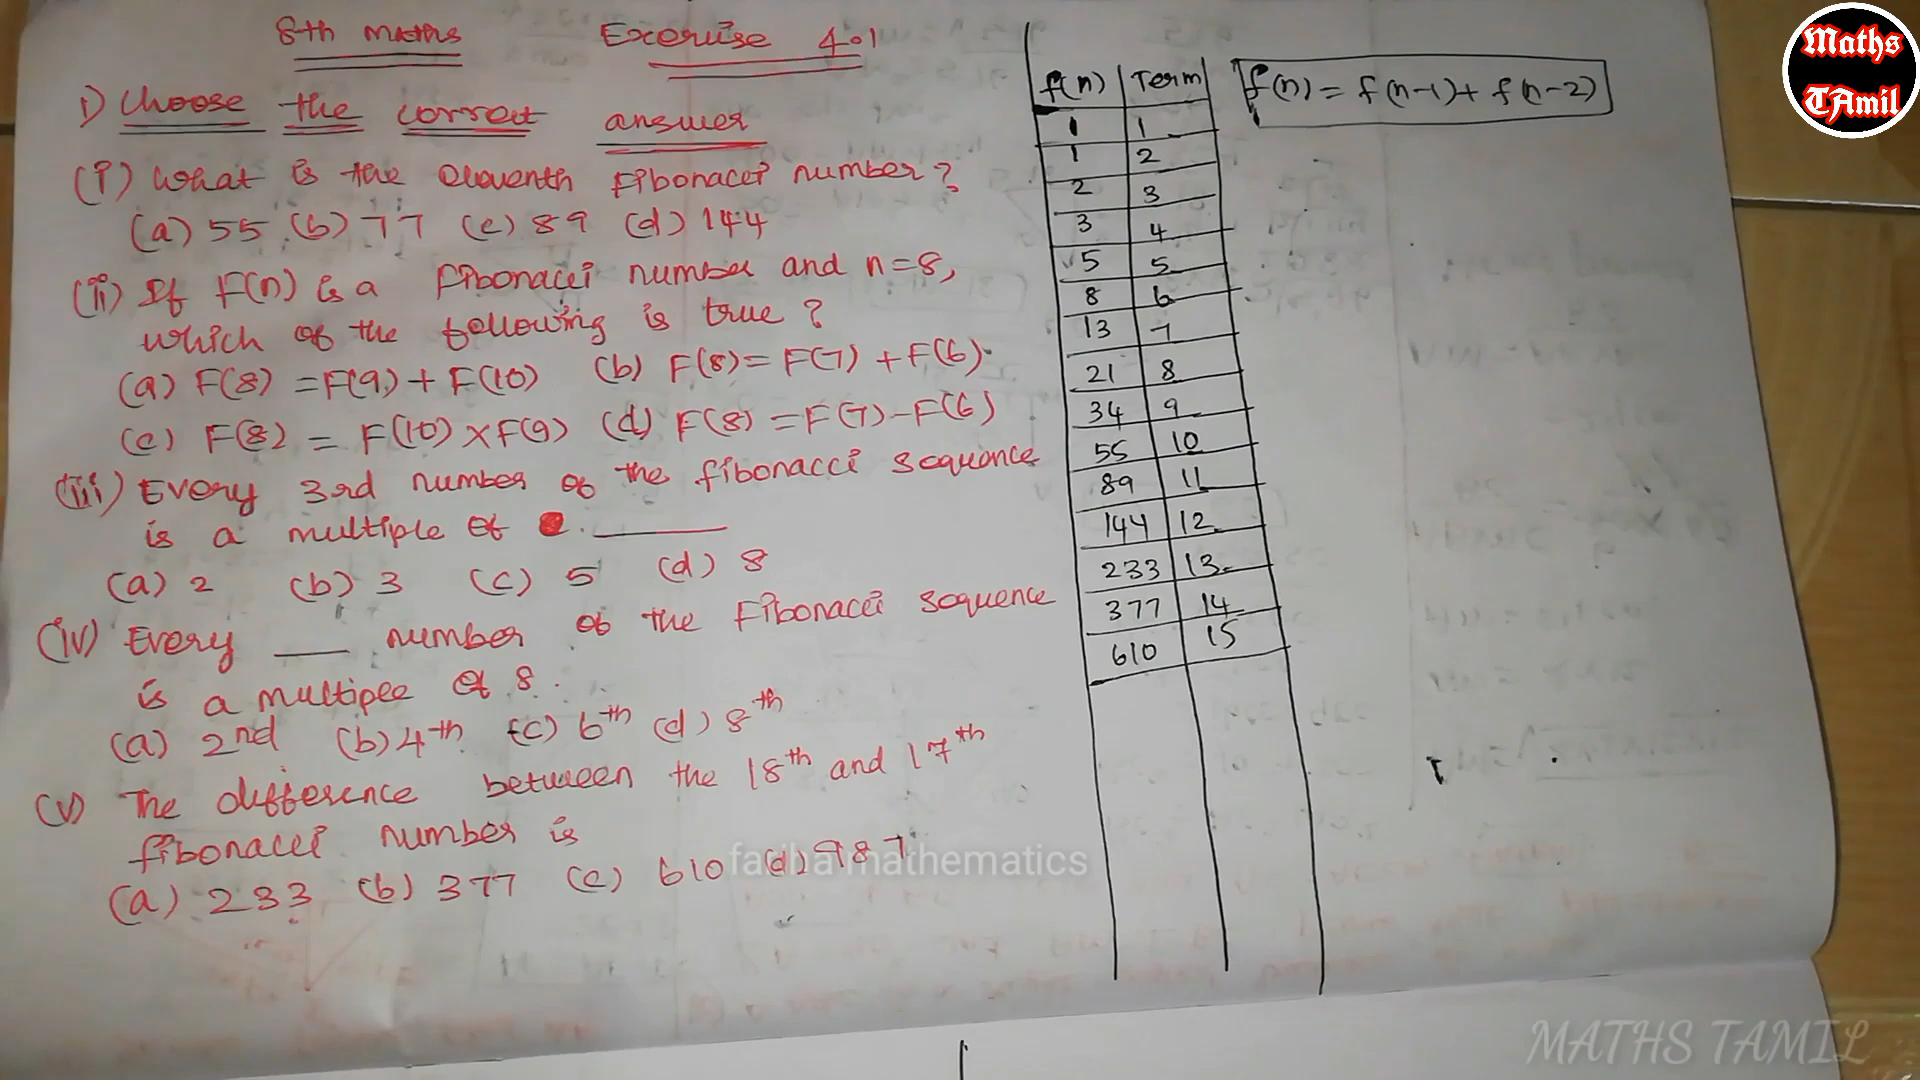 8th maths Exercise 4.1
1) Choose the correct answer
(i) What is the eleventh Fibonacci number?
(a) 55 (b) 77 (c) 89 (d) 144
(ii) If F(n) is a Fibonacci number and n=8,
which of the following is true?
(a) F(8) = F(9) + F(10) (b) F(8) = F(7) + F(6)
(c) F(8) = F(10) × F(9) (d) F(8) = F(7) - F(6)
(iii) Every 3rd number of the fibonacci sequence
is a multiple of ______
(a) 2 (b) 3 (c) 5 (d) 8
(iv) Every ___ number of the Fibonacci sequence
is a multiple of 8.
(a) 2nd (b) 4th (c) 6th (d) 8th
(v) The difference between the 18th and 17th
fibonacci number is
(a) 233 (b) 377 (c) 610 (d) 987
f(n) Term
1 1
1 2
2 3
3 4
5 5
8 6
13 7
21 8
34 9
55 10
89 11
144 12
233 13
377 14
610 15
f(n) = f(n-1) + f(n-2)
Maths
TAmil
mathematics
MATHS TAMIL